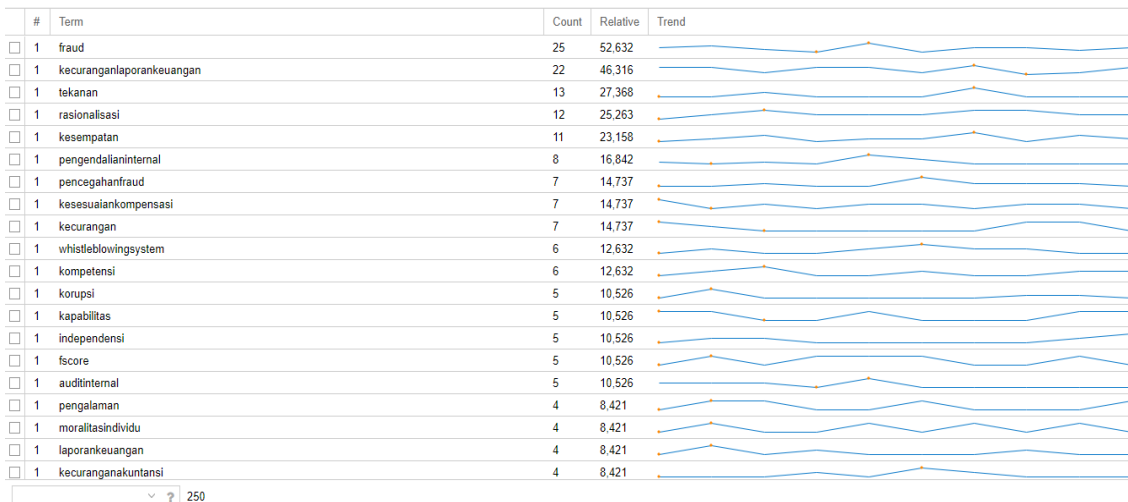 # Term Count Relative Trend
1 fraud 25 52,632
1 kecuranganlaporankeuangan 22 46,316
1 tekanan 13 27,368
1 rasionalisasi 12 25,263
1 kesempatan 11 23,158
1 pengendalianinternal 8 16,842
1 pencegahanfraud 7 14,737
1 kesesuaiankompensasi 7 14,737
1 kecurangan 7 14,737
1 whistleblowingsystem 6 12,632
1 kompetensi 6 12,632
1 korupsi 5 10,526
1 kapabilitas 5 10,526
1 independensi 5 10,526
1 fscore 5 10,526
1 auditinternal 5 10,526
1 pengalaman 4 8,421
1 moralitasindividu 4 8,421
1 laporankeuangan 4 8,421
1 kecuranganakuntansi 4 8,421
? 250